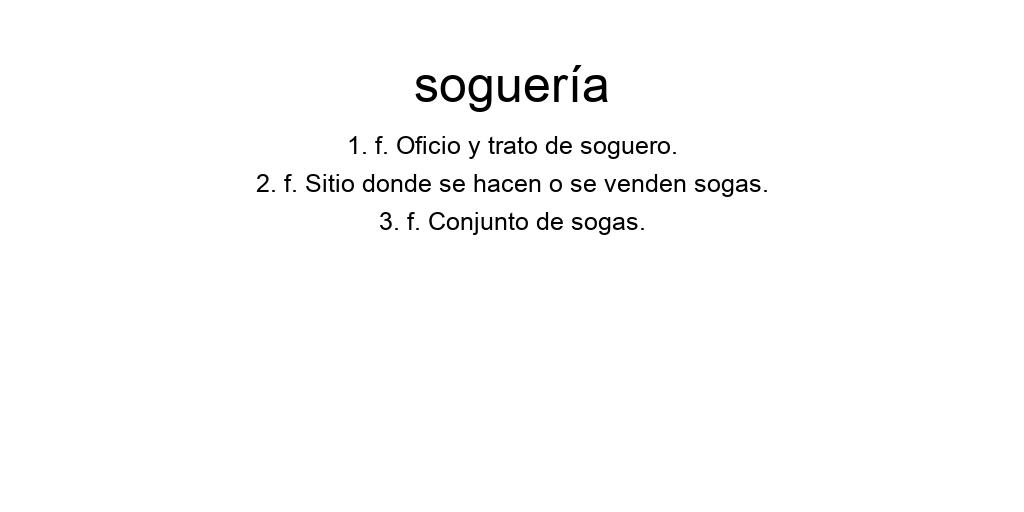 soguería
1. f. Oficio y trato de soguero.
2. f. Sitio donde se hacen o se venden sogas.
3. f. Conjunto de sogas.